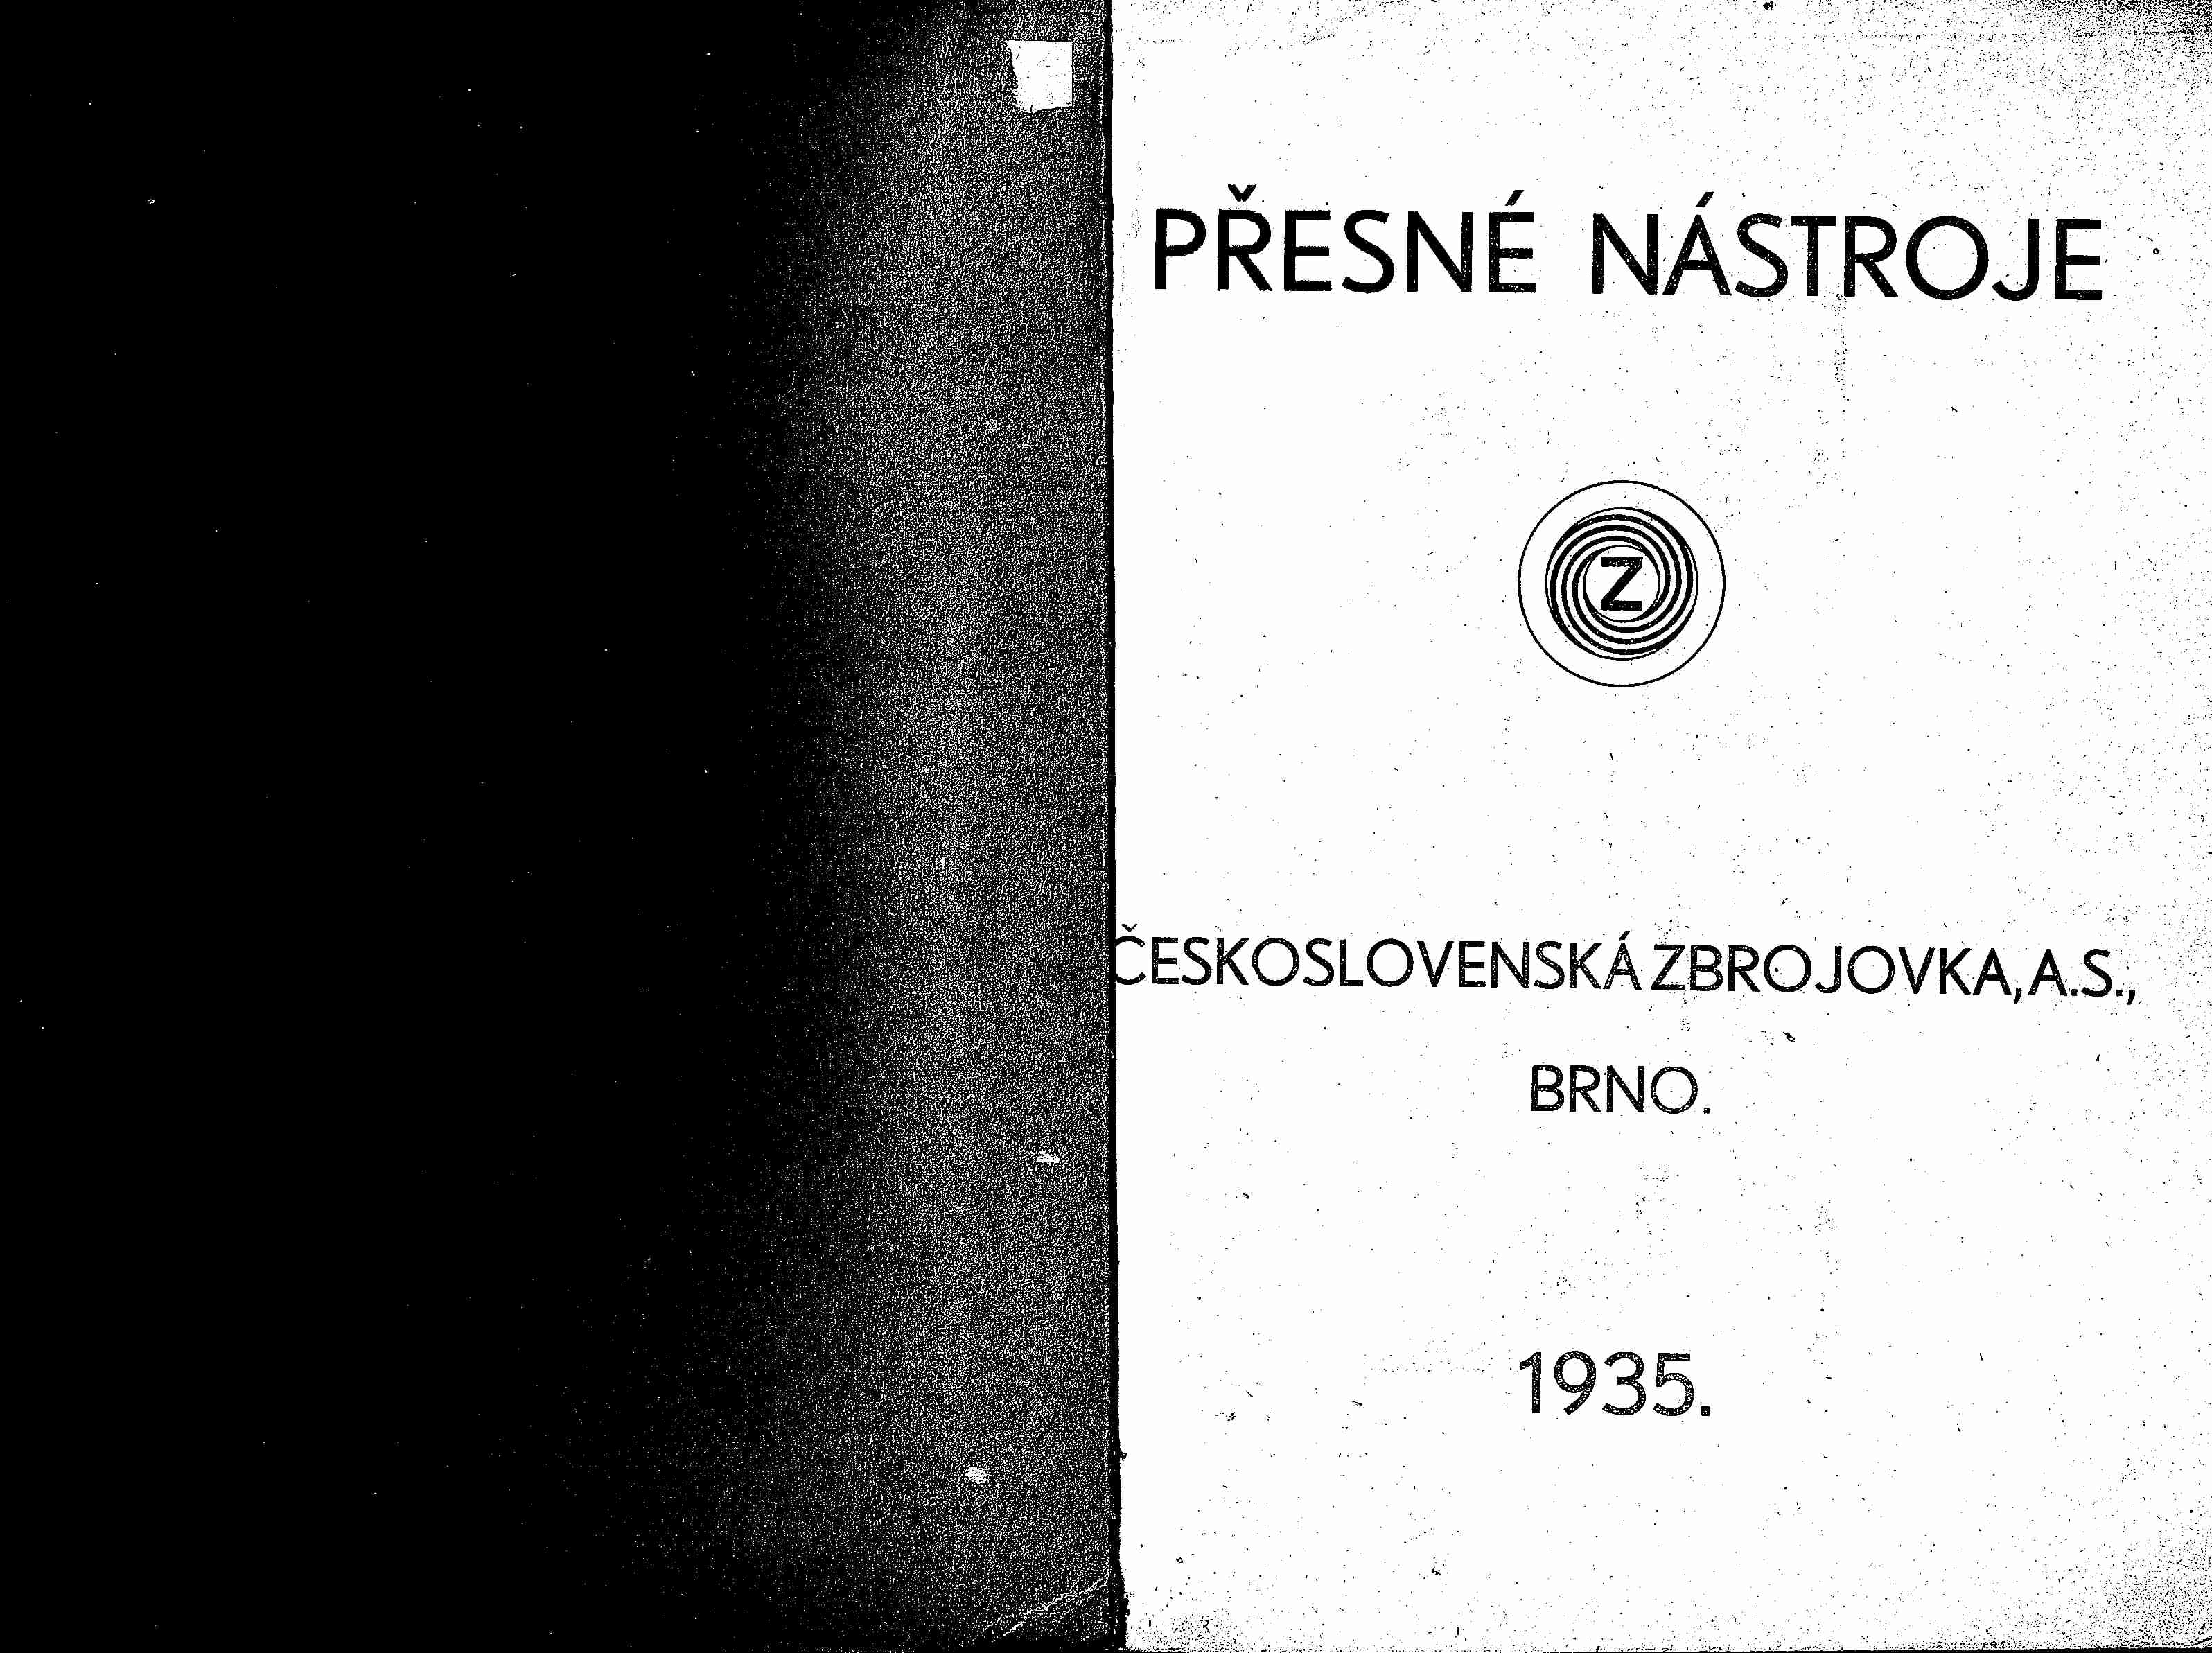 PŘESNÉ NÁSTROJE
Z
ČESKOSLOVENSKÁ ZBROJOVKA, A.S.,
BRNO.
1935.